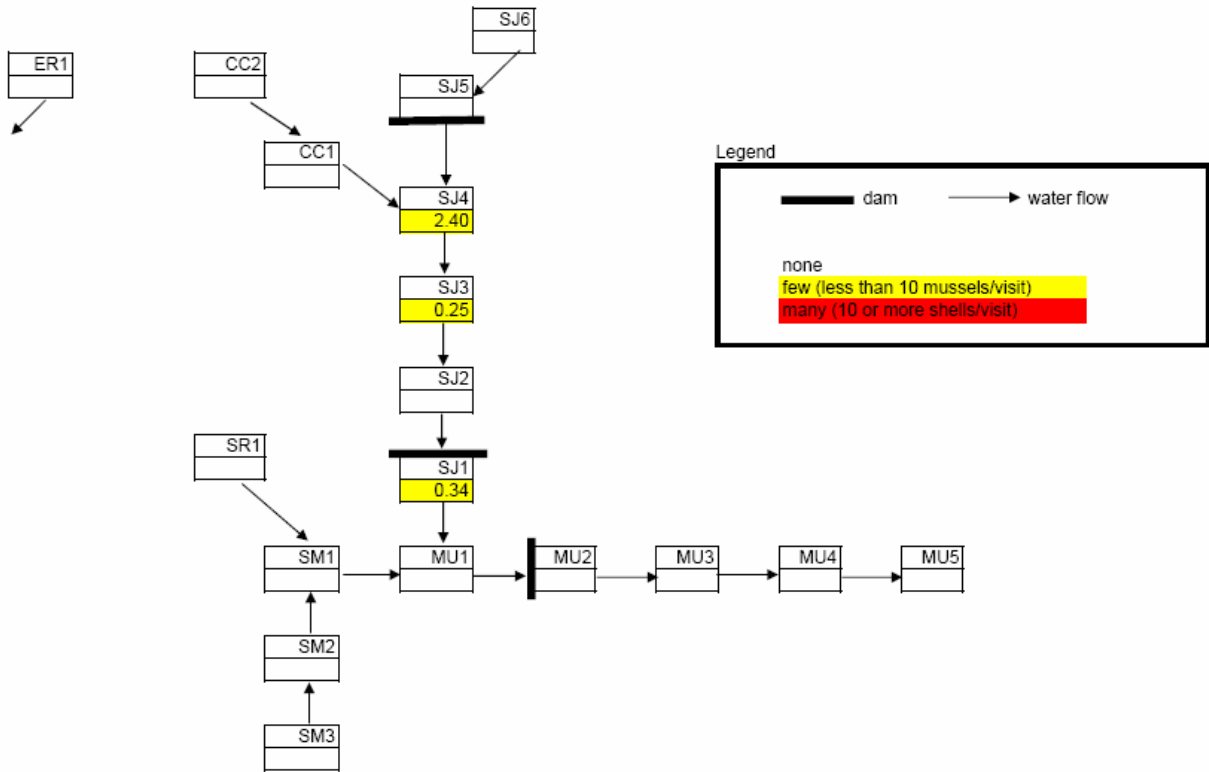 SJ6
ER1
CC2
SJ5
CC1
Legend
SJ4
2.40
dam
water flow
none
few (less than 10 mussels/visit)
many (10 or more shells/visit)
SJ3
0.25
SJ2
SR1
SJ1
0.34
SM1
MU1
MU2
MU3
MU4
MU5
SM2
SM3